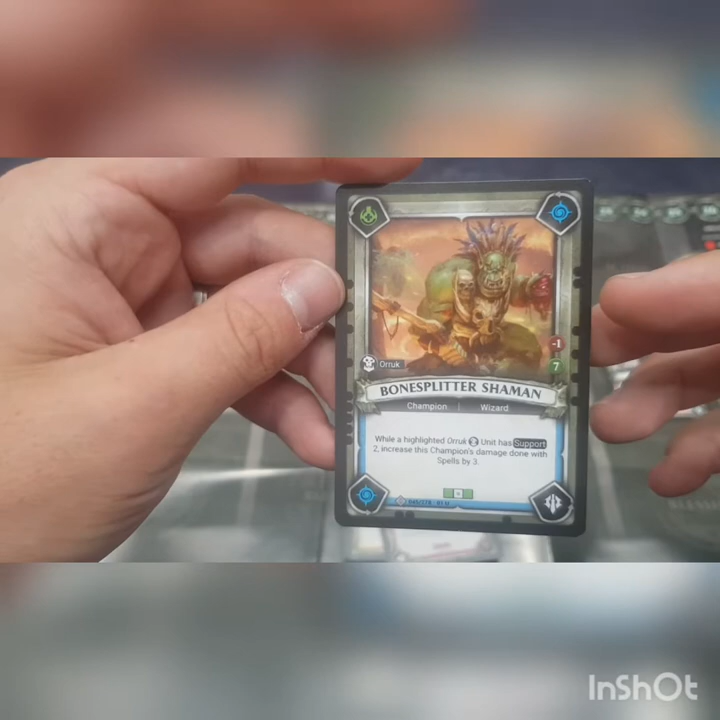 -1
7
Orruk
BONESPLITTER SHAMAN
Champion | Wizard
While a highlighted Orruk Unit has Support
2, increase this Champion's damage done with
Spells by 3.
InShOt